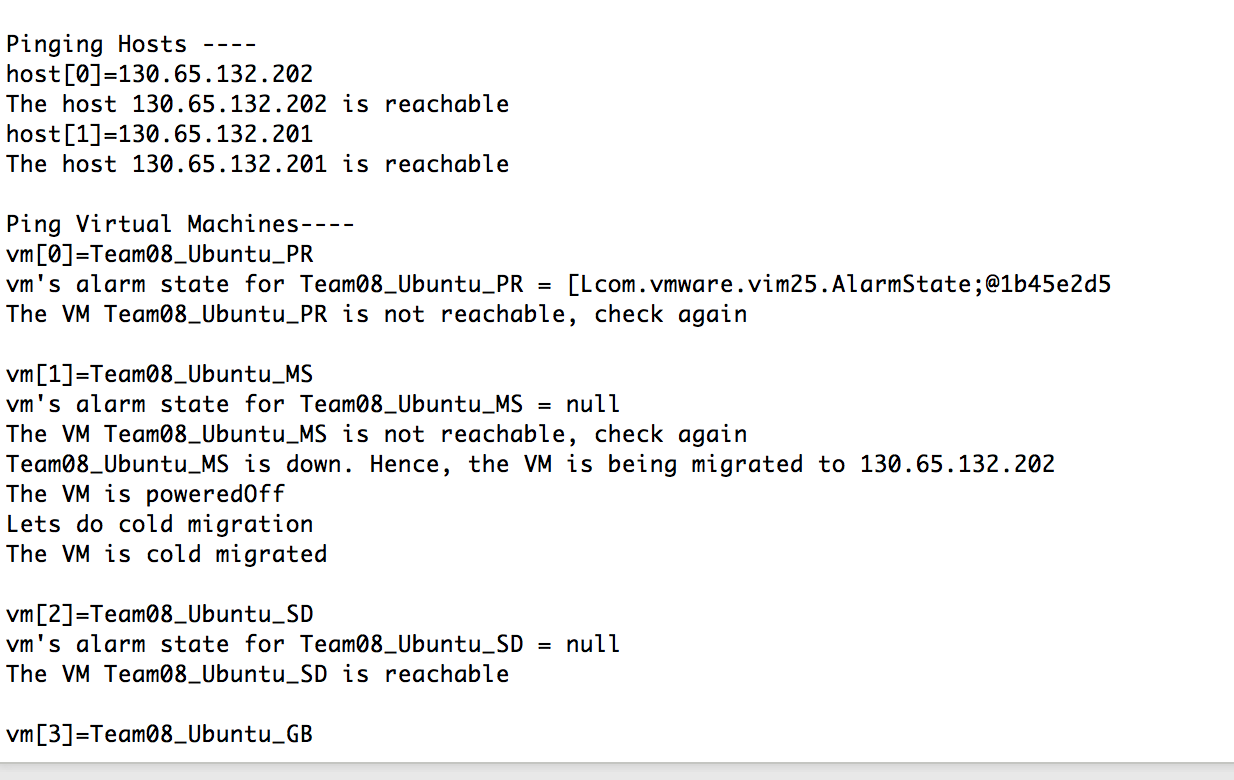 Pinging Hosts ----
host[0]=130.65.132.202
The host 130.65.132.202 is reachable
host[1]=130.65.132.201
The host 130.65.132.201 is reachable
Ping Virtual Machines----
vm[0]=Team08_Ubuntu_PR
vm's alarm state for Team08_Ubuntu_PR = [Lcom.vmware.vim25.AlarmState;@1b45e2d5
The VM Team08_Ubuntu_PR is not reachable, check again
vm[1]=Team08_Ubuntu_MS
vm's alarm state for Team08_Ubuntu_MS = null
The VM Team08_Ubuntu_MS is not reachable, check again
Team08_Ubuntu_MS is down. Hence, the VM is being migrated to 130.65.132.202
The VM is poweredOff
Lets do cold migration
The VM is cold migrated
vm[2]=Team08_Ubuntu_SD
vm's alarm state for Team08_Ubuntu_SD = null
The VM Team08_Ubuntu_SD is reachable
vm[3]=Team08_Ubuntu_GB